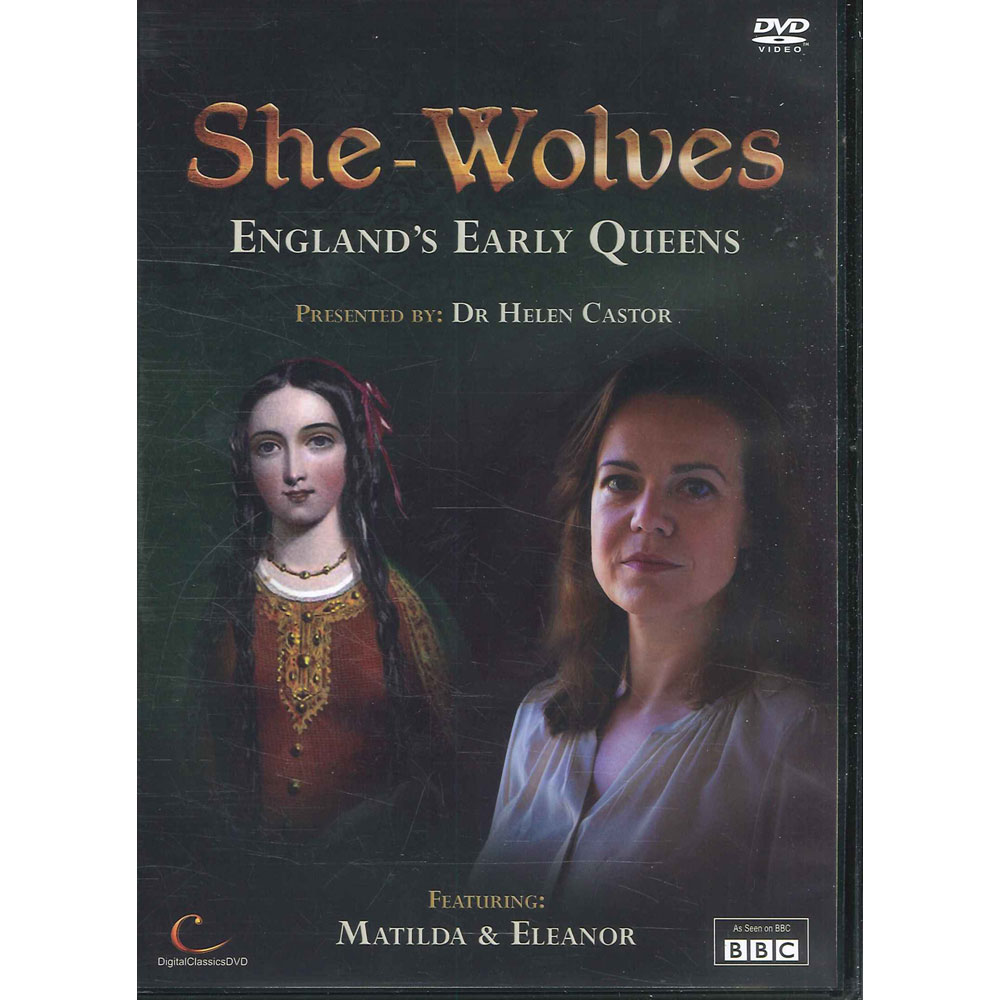 DVD
VIDEO™
She-Wolves
ENGLAND'S EARLY QUEENS
PRESENTED BY: DR HELEN CASTOR
FEATURING:
MATILDA & ELEANOR
DigitalClassicsDVD
As Seen on BBC
BBC